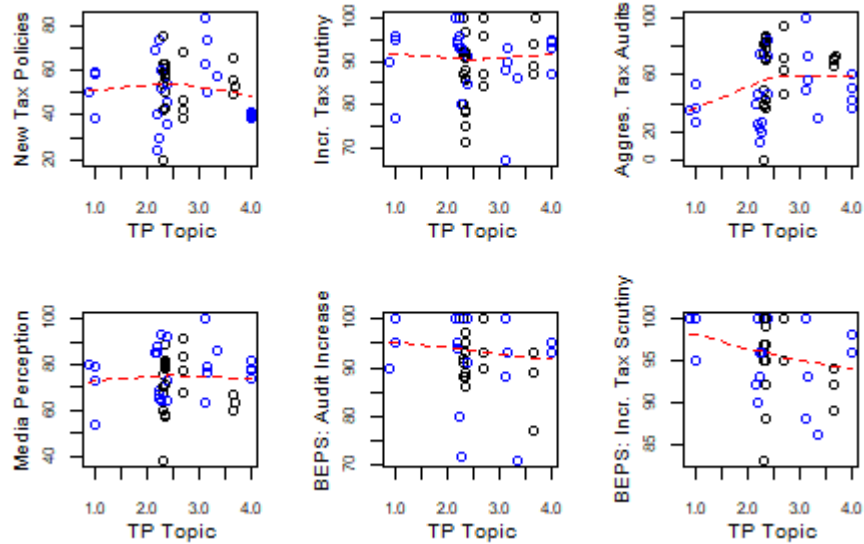 New Tax Policies
20 40 60 80
1.0 2.0 3.0 4.0
TP Topic
Incr. Tax Srutiny
70 80 90 100
1.0 2.0 3.0 4.0
TP Topic
Aggres. Tax Audits
0 20 60 100
1.0 2.0 3.0 4.0
TP Topic
Media Perception
40 60 80 100
1.0 2.0 3.0 4.0
TP Topic
BEPS: Audit Increase
70 80 90 100
1.0 2.0 3.0 4.0
TP Topic
BEPS: Incr. Tax Scrutiny
85 90 95 100
1.0 2.0 3.0 4.0
TP Topic